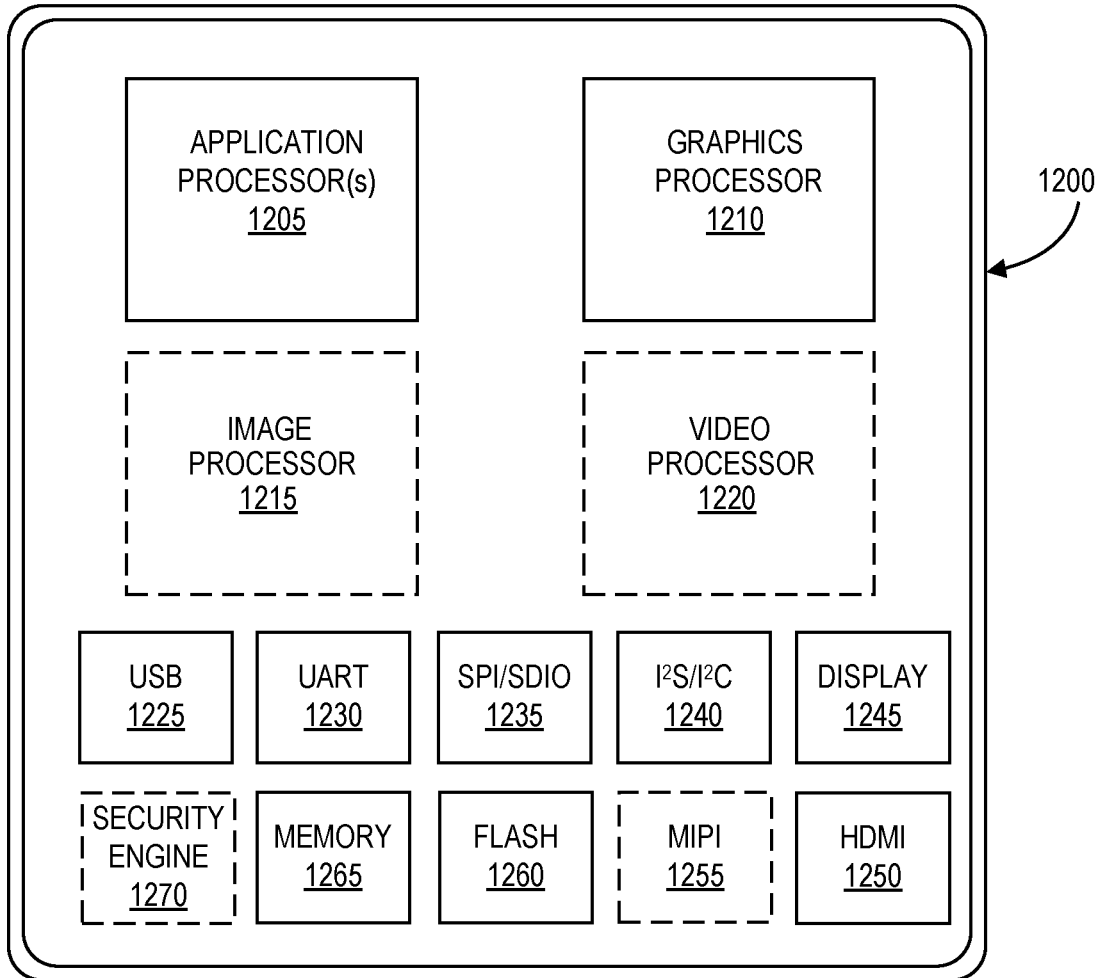 APPLICATION
PROCESSOR(s)
1205
GRAPHICS
PROCESSOR
1210
1200
IMAGE
PROCESSOR
1215
VIDEO
PROCESSOR
1220
USB
1225
UART
1230
SPI/SDIO
1235
I²S/I²C
1240
DISPLAY
1245
SECURITY
ENGINE
1270
MEMORY
1265
FLASH
1260
MIPI
1255
HDMI
1250